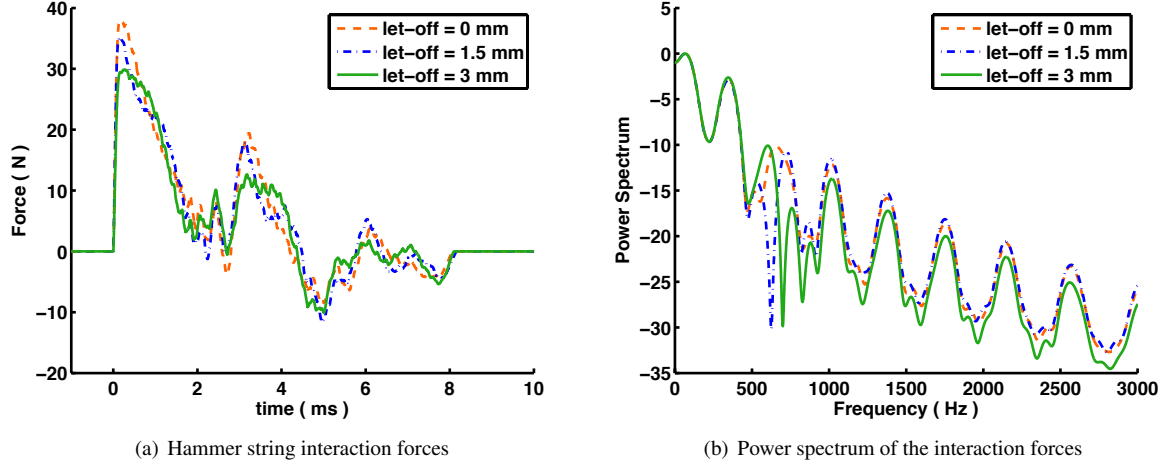 40
30
20
10
0
−10
−20
Force ( N )
let−off = 0 mm
let−off = 1.5 mm
let−off = 3 mm
0 2 4 6 8 10
time ( ms )
(a) Hammer string interaction forces
5
0
−5
−10
−15
−20
−25
−30
−35
Power Spectrum
let−off = 0 mm
let−off = 1.5 mm
let−off = 3 mm
0 500 1000 1500 2000 2500 3000
Frequency ( Hz )
(b) Power spectrum of the interaction forces